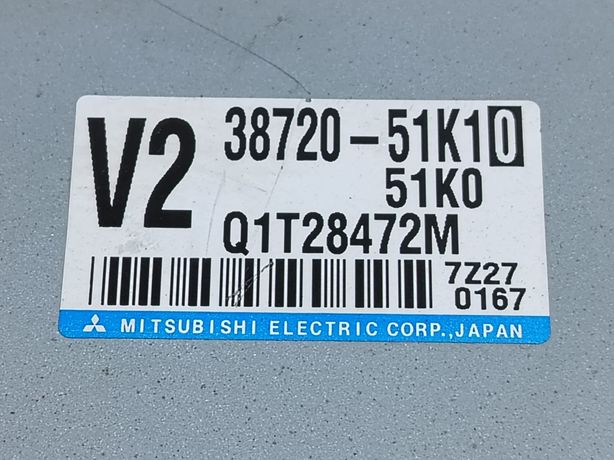 V2
38720-51K10
51K0
Q1T28472M
7Z27
0167
MITSUBISHI ELECTRIC CORP., JAPAN